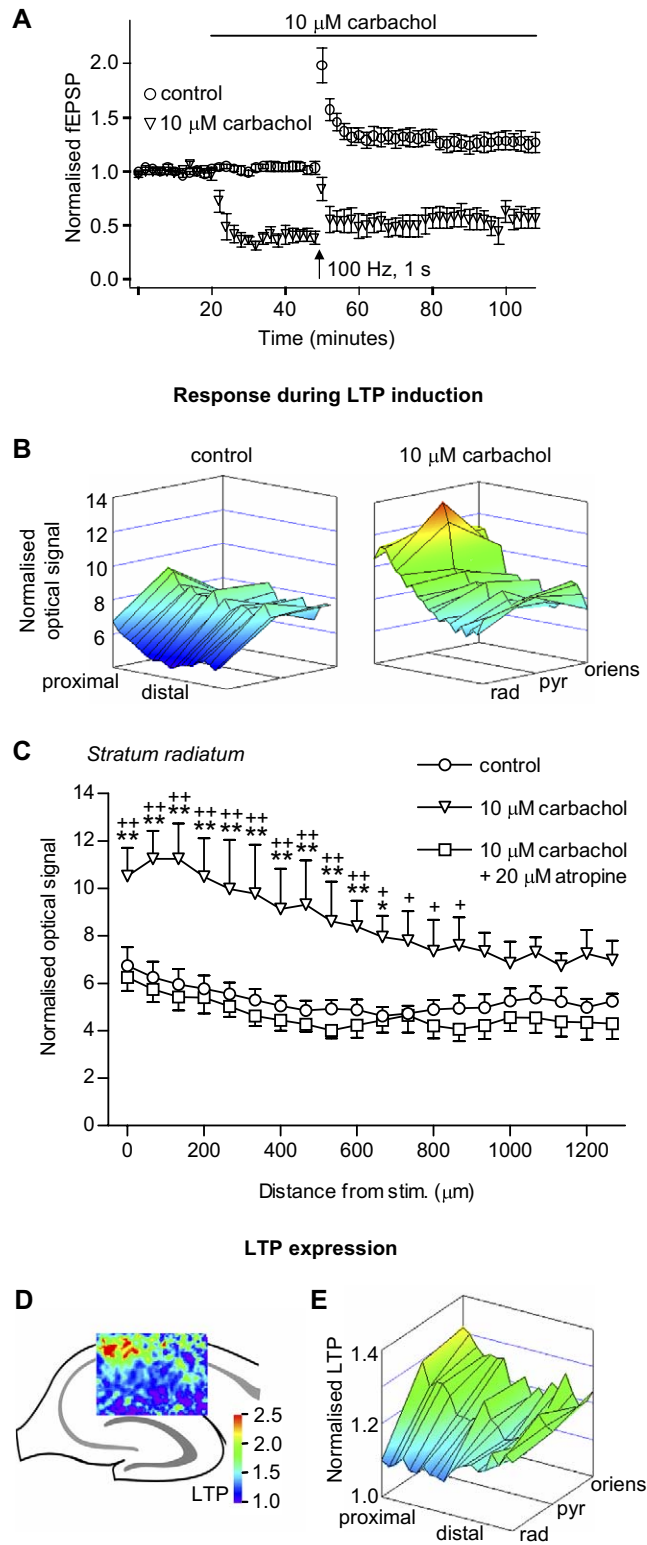 A
10 µM carbachol
2.0
1.5
1.0
0.5
0.0
Normalised fEPSP
control
10 µM carbachol
100 Hz, 1 s
20 40 60 80 100
Time (minutes)
Response during LTP induction
B
control 10 µM carbachol
14
12
10
8
6
Normalised
optical signal
proximal distal
rad pyr oriens
C
Stratum radiatum
control
10 µM carbachol
10 µM carbachol
+ 20 µM atropine
14
12
10
8
6
4
2
0
Normalised optical signal
++ ++ ++ ++ ++ ++ ++ ++ ++ ++ + + + +
** ** ** ** ** ** ** ** ** ** *
0 200 400 600 800 1000 1200
Distance from stim. (µm)
LTP expression
D
2.5
2.0
1.5
1.0
LTP
E
1.4
1.2
1.0
Normalised LTP
proximal distal
rad pyr oriens